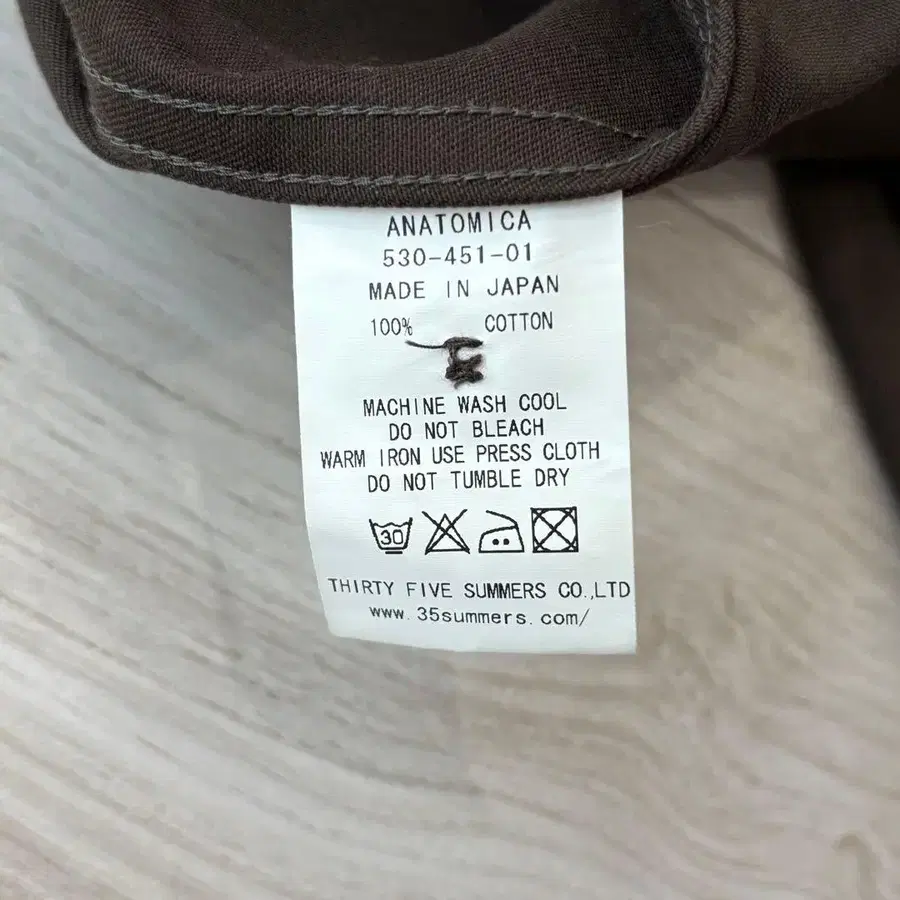 ANATOMICA
530-451-01
MADE IN JAPAN
100% COTTON
MACHINE WASH COOL
DO NOT BLEACH
WARM IRON USE PRESS CLOTH
DO NOT TUMBLE DRY
30
THIRTY FIVE SUMMERS CO.,LTD
www.35summers.com/